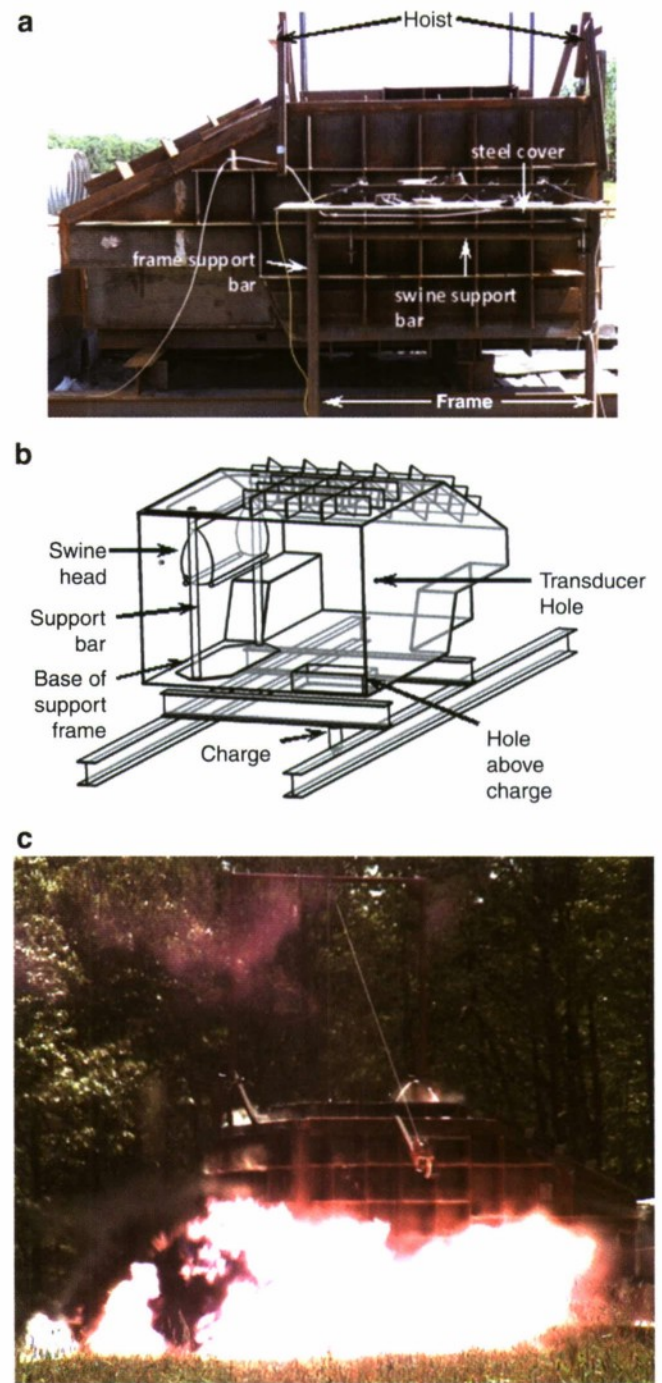 a
Hoist
steel cover
frame support
bar
swine support
bar
Frame
b
Swine
head
Transducer
Hole
Support
bar
Base of
support
frame
Charge
Hole
above
charge
c